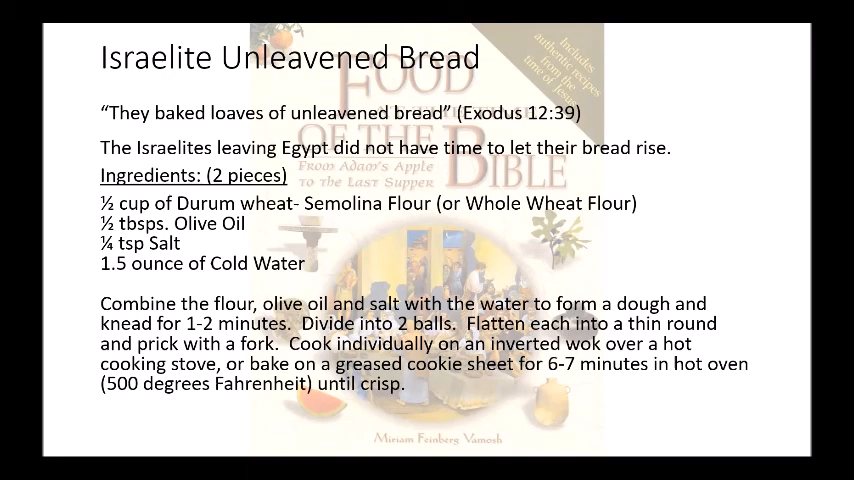 Israelite Unleavened Bread
“They baked loaves of unleavened bread” (Exodus 12:39)
The Israelites leaving Egypt did not have time to let their bread rise.
Ingredients: (2 pieces)
½ cup of Durum wheat- Semolina Flour (or Whole Wheat Flour)
½ tbsps. Olive Oil
¼ tsp Salt
1.5 ounce of Cold Water
Combine the flour, olive oil and salt with the water to form a dough and
knead for 1-2 minutes.  Divide into 2 balls.  Flatten each into a thin round
and prick with a fork.  Cook individually on an inverted wok over a hot
cooking stove, or bake on a greased cookie sheet for 6-7 minutes in hot oven
(500 degrees Fahrenheit) until crisp.
Includes
authentic recipes
from the
time of Jesus
FOOD
OF THE BIBLE
From Adam's Apple
to the Last Supper
Miriam Feinberg Vamosh